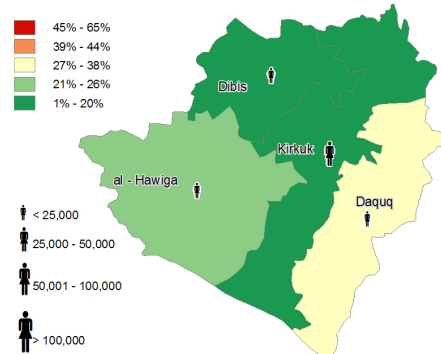 45% - 65%
39% - 44%
27% - 38%
21% - 26%
1% - 20%
Dibis
Kirkuk
al - Hawiga
Daquq
< 25,000
25,000 - 50,000
50,001 - 100,000
> 100,000